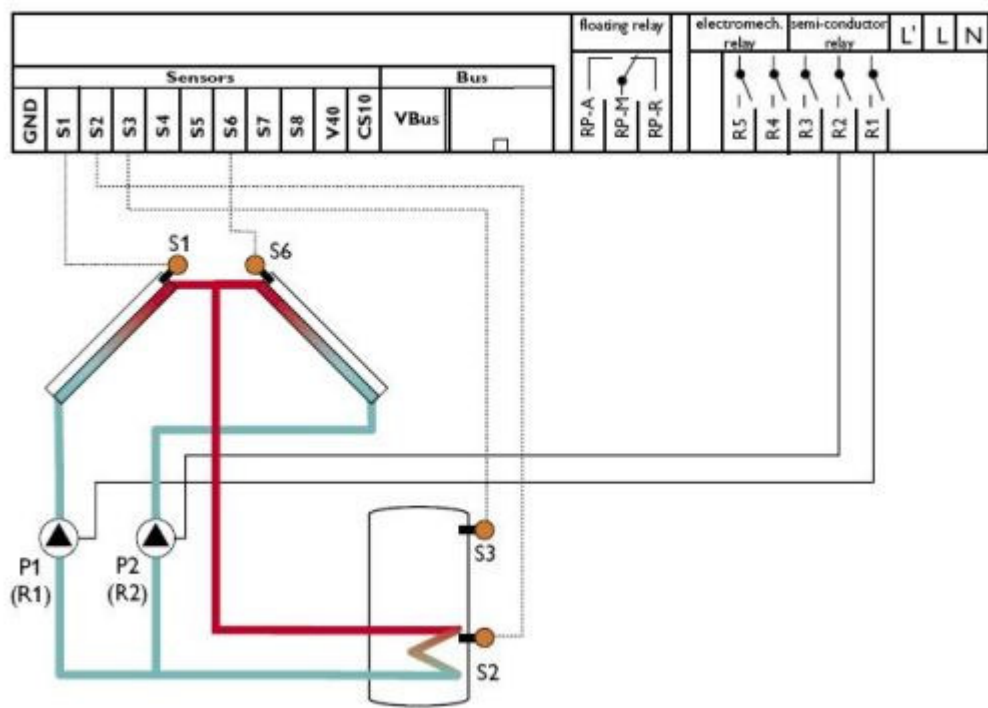 floating relay
electromech. relay
semi-conductor relay
L' L N
Sensors
Bus
GND S1 S2 S3 S4 S5 S6 S7 S8 V40 CS10
VBus
RP-A RP-M RP-R
R5 R4 R3 R2 R1
S1
S6
S3
P1
(R1)
P2
(R2)
S2